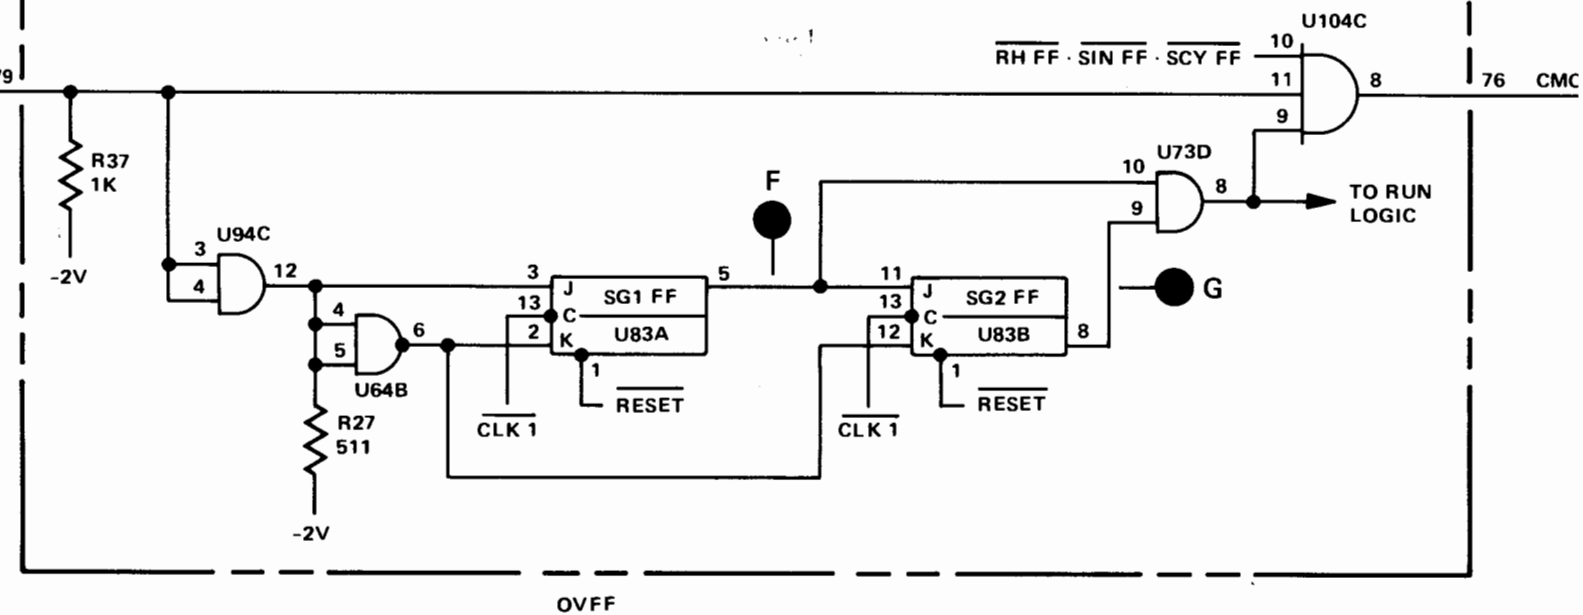 U104C
RH FF · SIN FF · SCY FF
10
11
9
8
76
CMC
79
R37
1K
-2V
U73D
10
9
8
TO RUN
LOGIC
F
G
U94C
3
4
12
4
5
6
U64B
R27
511
-2V
3
13
2
J
C
K
SG1 FF
U83A
5
1
RESET
CLK 1
11
13
12
J
C
K
SG2 FF
U83B
8
1
RESET
CLK 1
OVFF